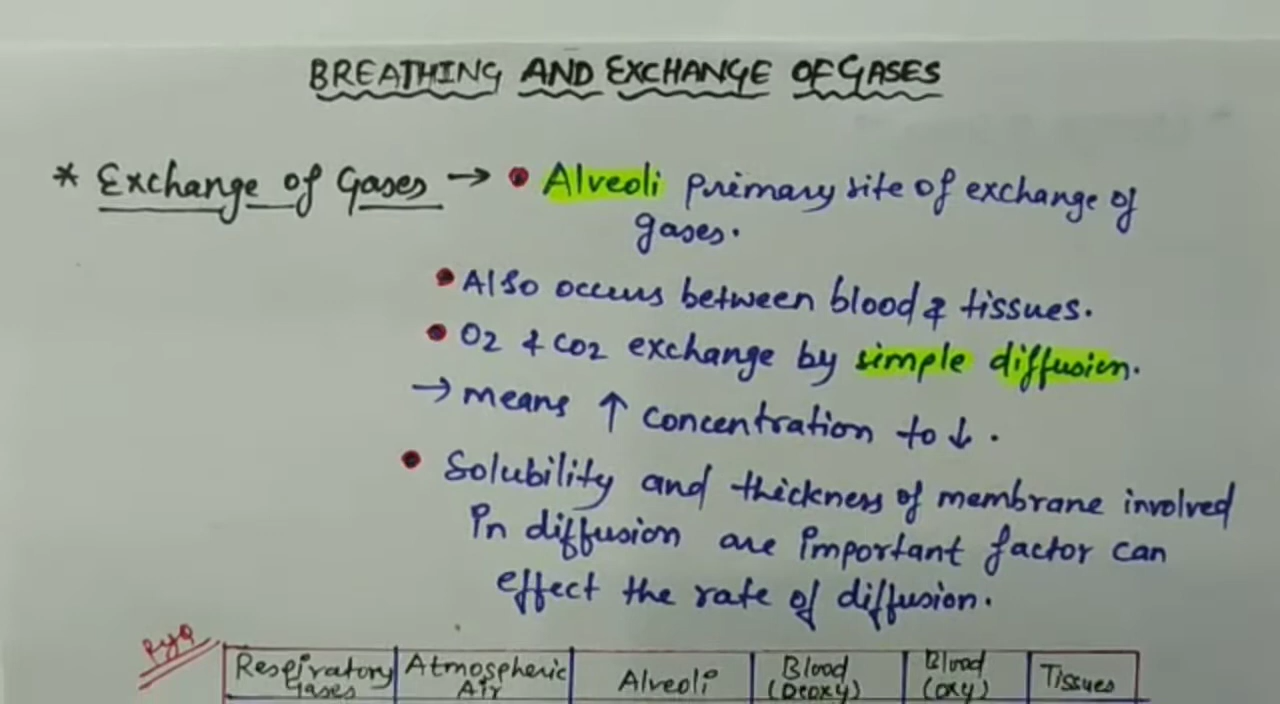 BREATHING AND EXCHANGE OF GASES
* Exchange of Gases → • Alveoli primary site of exchange of
gases.
• Also occurs between blood & tissues.
• O2 & CO2 exchange by simple diffusion.
→ means ↑ concentration to ↓.
• Solubility and thickness of membrane involved
in diffusion are important factor can
effect the rate of diffusion.
PyQ
Respiratory Gases | Atmospheric Air | Alveoli | Blood (Deoxy) | Blood (oxy) | Tissues